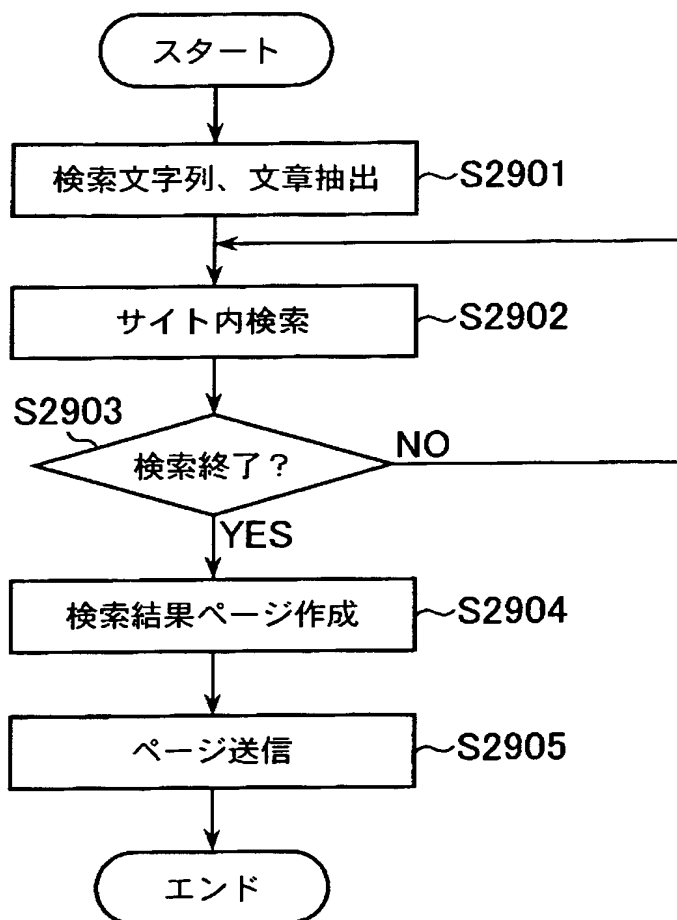 スタート
検索文字列、文章抽出
S2901
サイト内検索
S2902
S2903
検索終了?
NO
YES
検索結果ページ作成
S2904
ページ送信
S2905
エンド